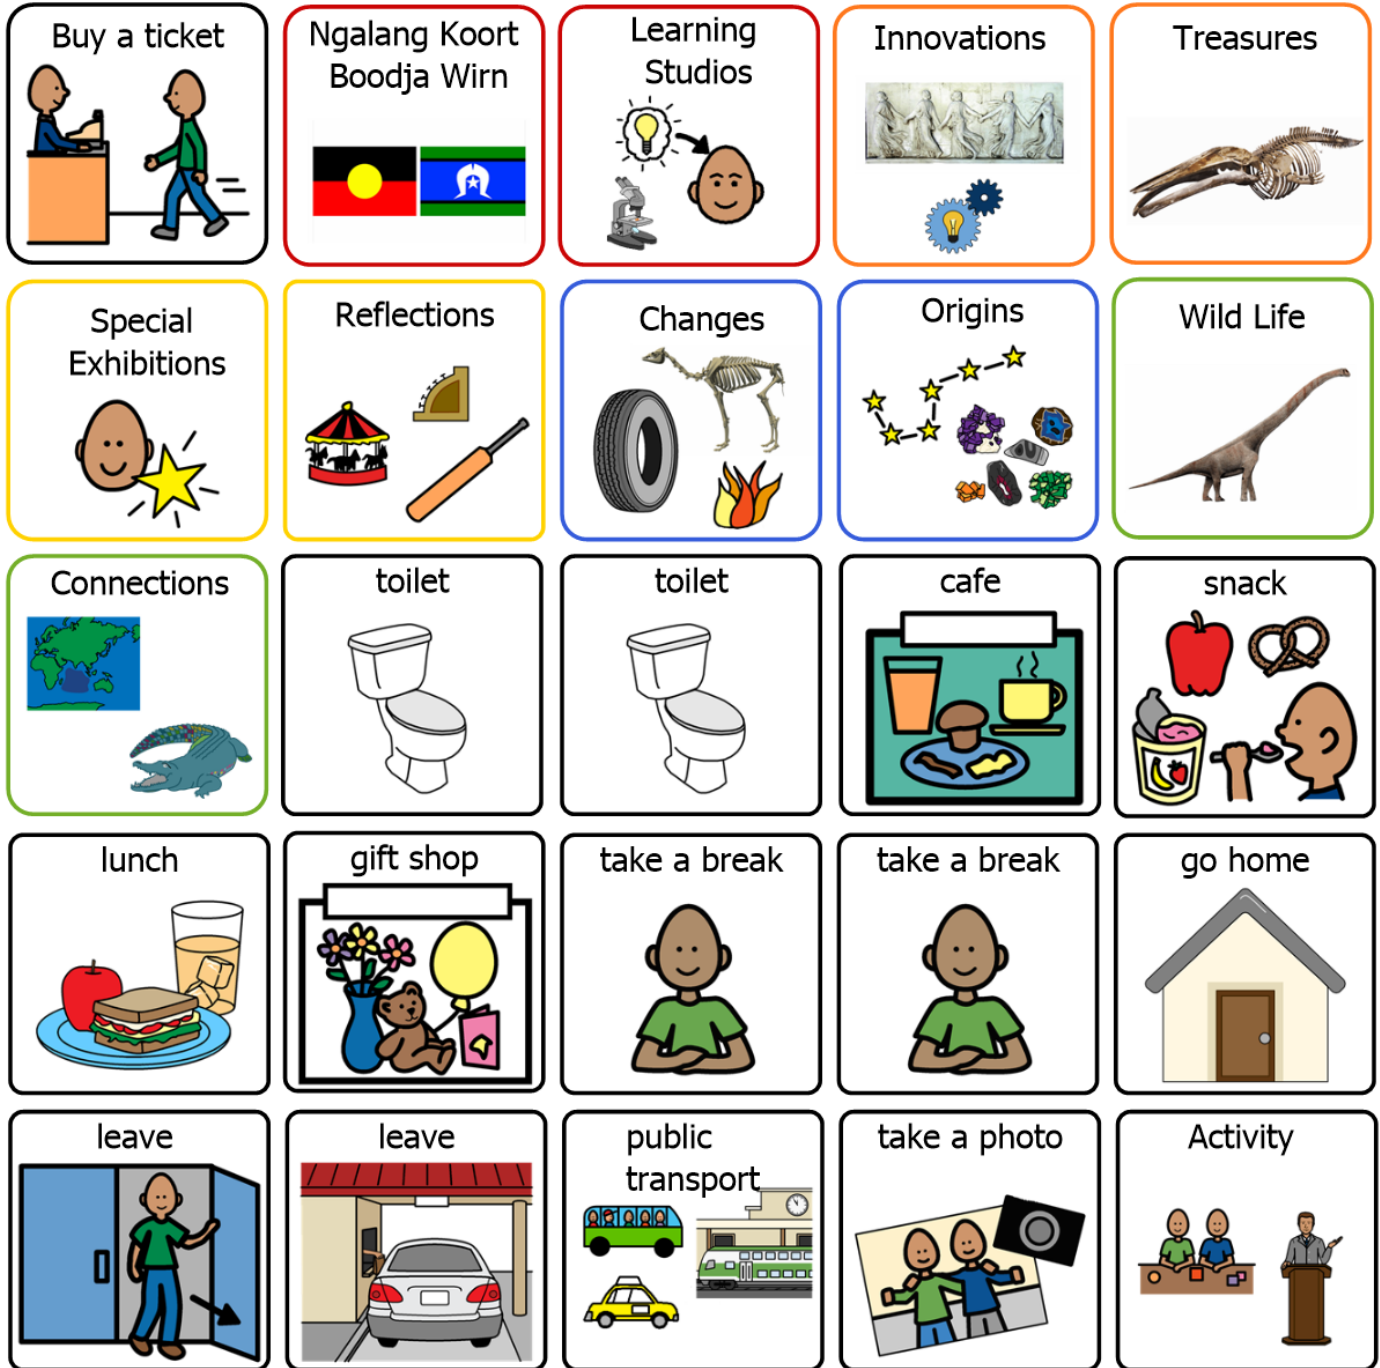 Buy a ticket
Ngalang Koort
Boodja Wirn
Learning
Studios
Innovations
Treasures
Special
Exhibitions
Reflections
Changes
Origins
Wild Life
Connections
toilet
toilet
cafe
snack
lunch
gift shop
take a break
take a break
go home
leave
leave
public
transport
take a photo
Activity